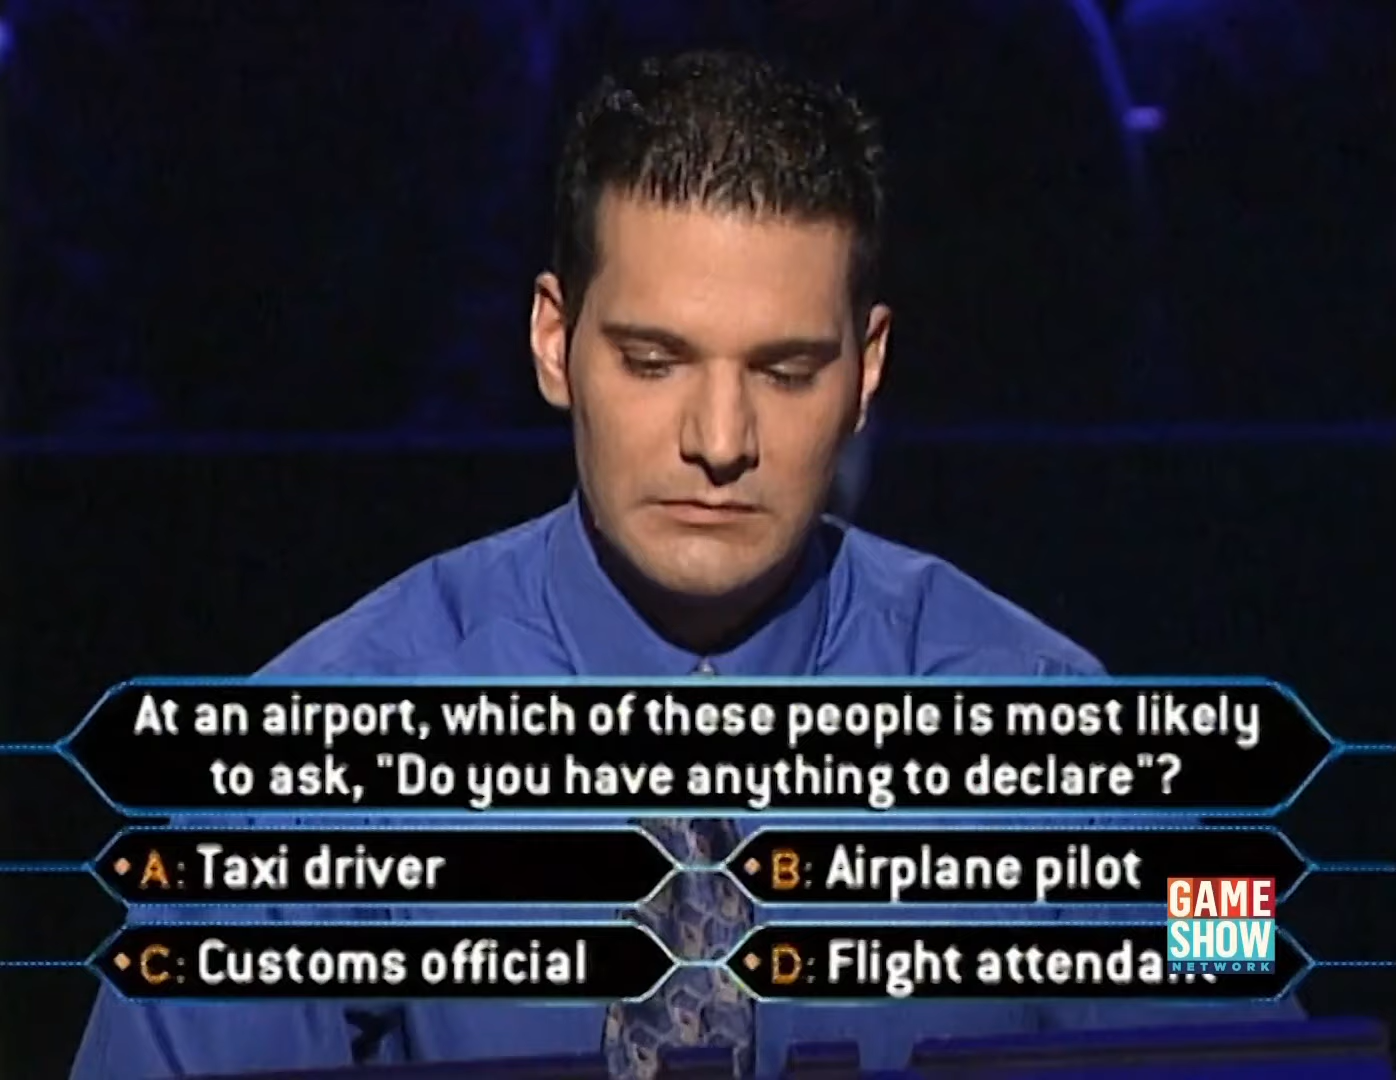 At an airport, which of these people is most likely
to ask, "Do you have anything to declare"?
A: Taxi driver
B: Airplane pilot
C: Customs official
D: Flight attendant
GAME
SHOW
NETWORK